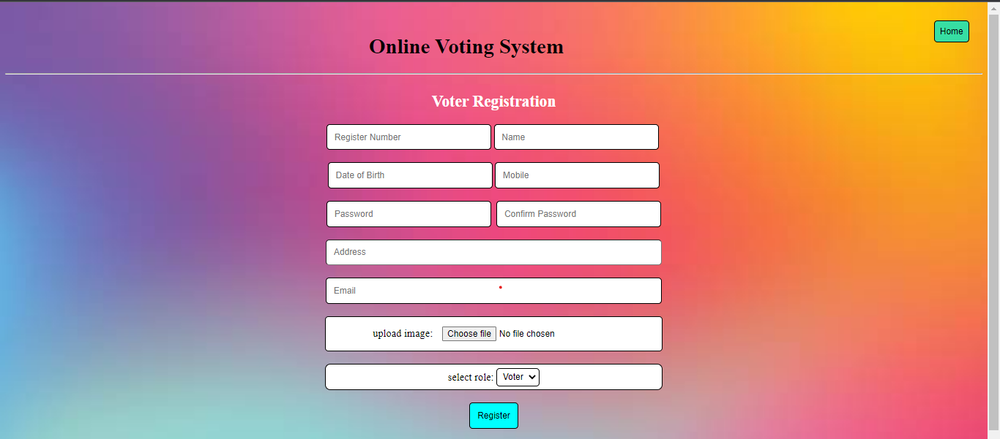 Home
Online Voting System
Voter Registration
Register Number Name
Date of Birth Mobile
Password Confirm Password
Address
Email
upload image: Choose file No file chosen
select role: Voter
Register